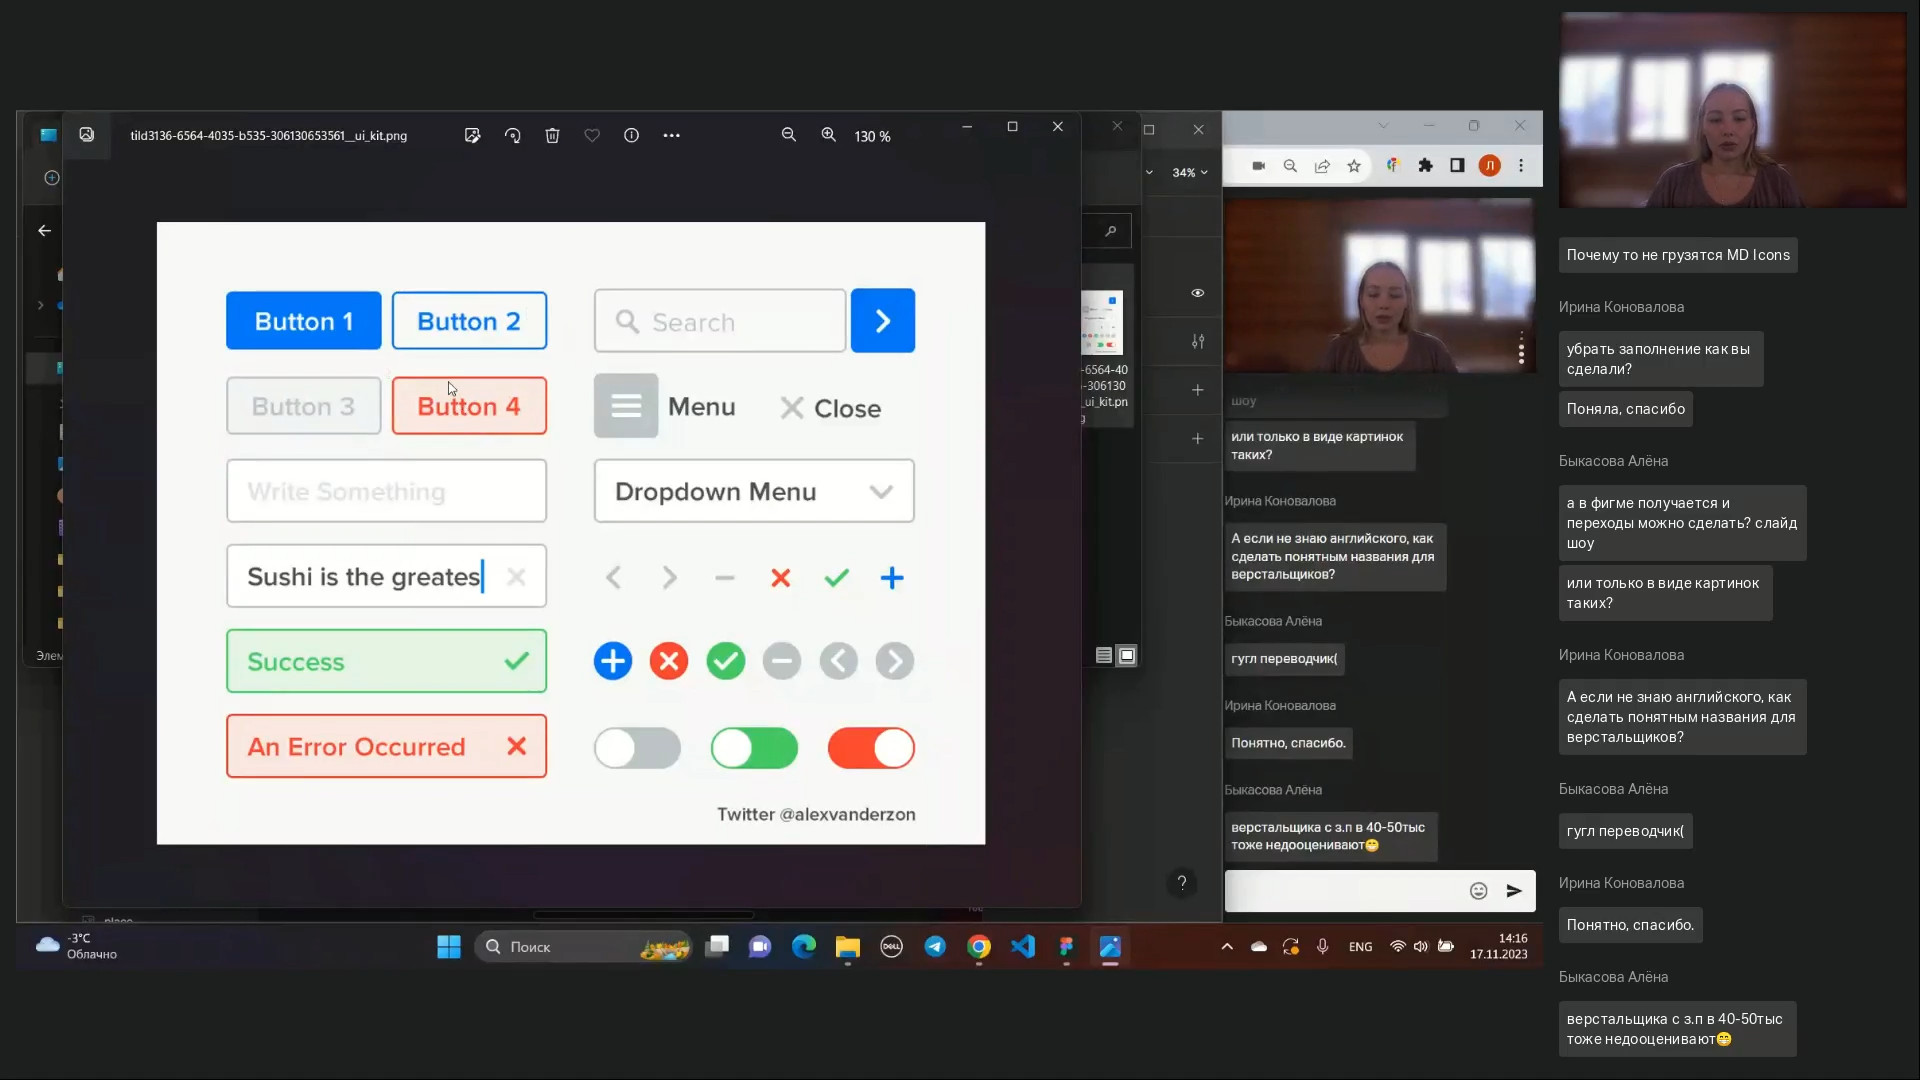 tild3136-6564-4035-b535-306130653561__ui_kit.png
130 %
34%
Л
Button 1
Button 2
Search
Button 3
Button 4
Menu
Close
Write Something
Dropdown Menu
Sushi is the greates
Success
An Error Occurred
Twitter @alexvanderzon
-6564-40
-306130
_ui_kit.pn
g
Элем
place
шоу
или только в виде картинок
таких?
Ирина Коновалова
А если не знаю английского, как
сделать понятным названия для
верстальщиков?
Быкасова Алёна
гугл переводчик(
Ирина Коновалова
Понятно, спасибо.
Быкасова Алёна
верстальщика с з.п в 40-50тыс
тоже недооценивают😁
?
-3°C
Облачно
Поиск
DELL
ENG
14:16
17.11.2023
Почему то не грузятся MD Icons
Ирина Коновалова
убрать заполнение как вы
сделали?
Поняла, спасибо
Быкасова Алёна
а в фигме получается и
переходы можно сделать? слайд
шоу
или только в виде картинок
таких?
Ирина Коновалова
А если не знаю английского, как
сделать понятным названия для
верстальщиков?
Быкасова Алёна
гугл переводчик(
Ирина Коновалова
Понятно, спасибо.
Быкасова Алёна
верстальщика с з.п в 40-50тыс
тоже недооценивают😁